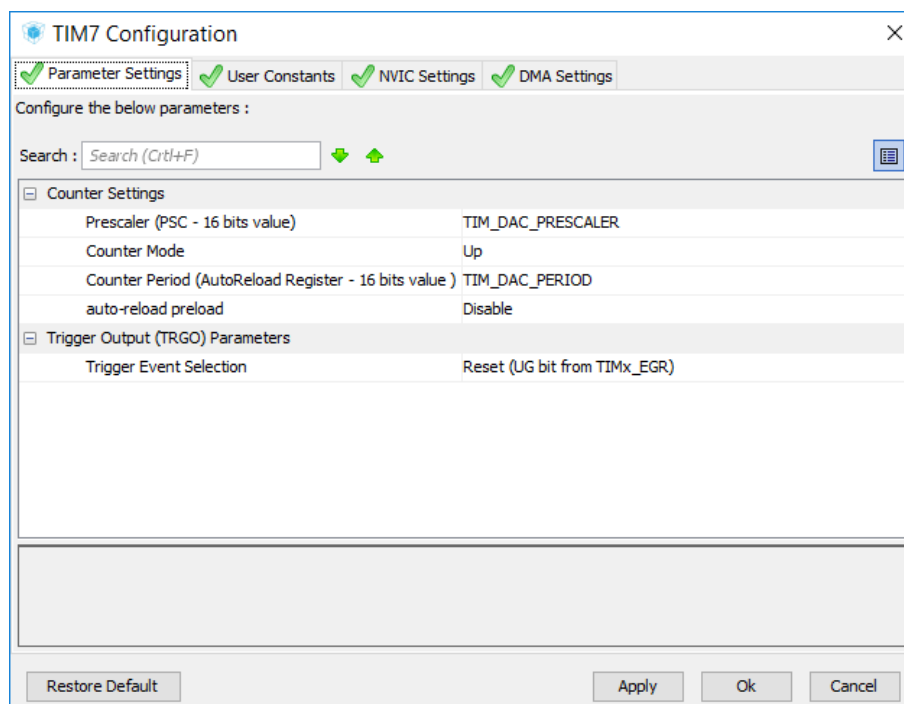 TIM7 Configuration
Parameter Settings User Constants NVIC Settings DMA Settings
Configure the below parameters :
Search : Search (Crtl+F)
Counter Settings
Prescaler (PSC - 16 bits value) TIM_DAC_PRESCALER
Counter Mode Up
Counter Period (AutoReload Register - 16 bits value ) TIM_DAC_PERIOD
auto-reload preload Disable
Trigger Output (TRGO) Parameters
Trigger Event Selection Reset (UG bit from TIMx_EGR)
Restore Default Apply Ok Cancel